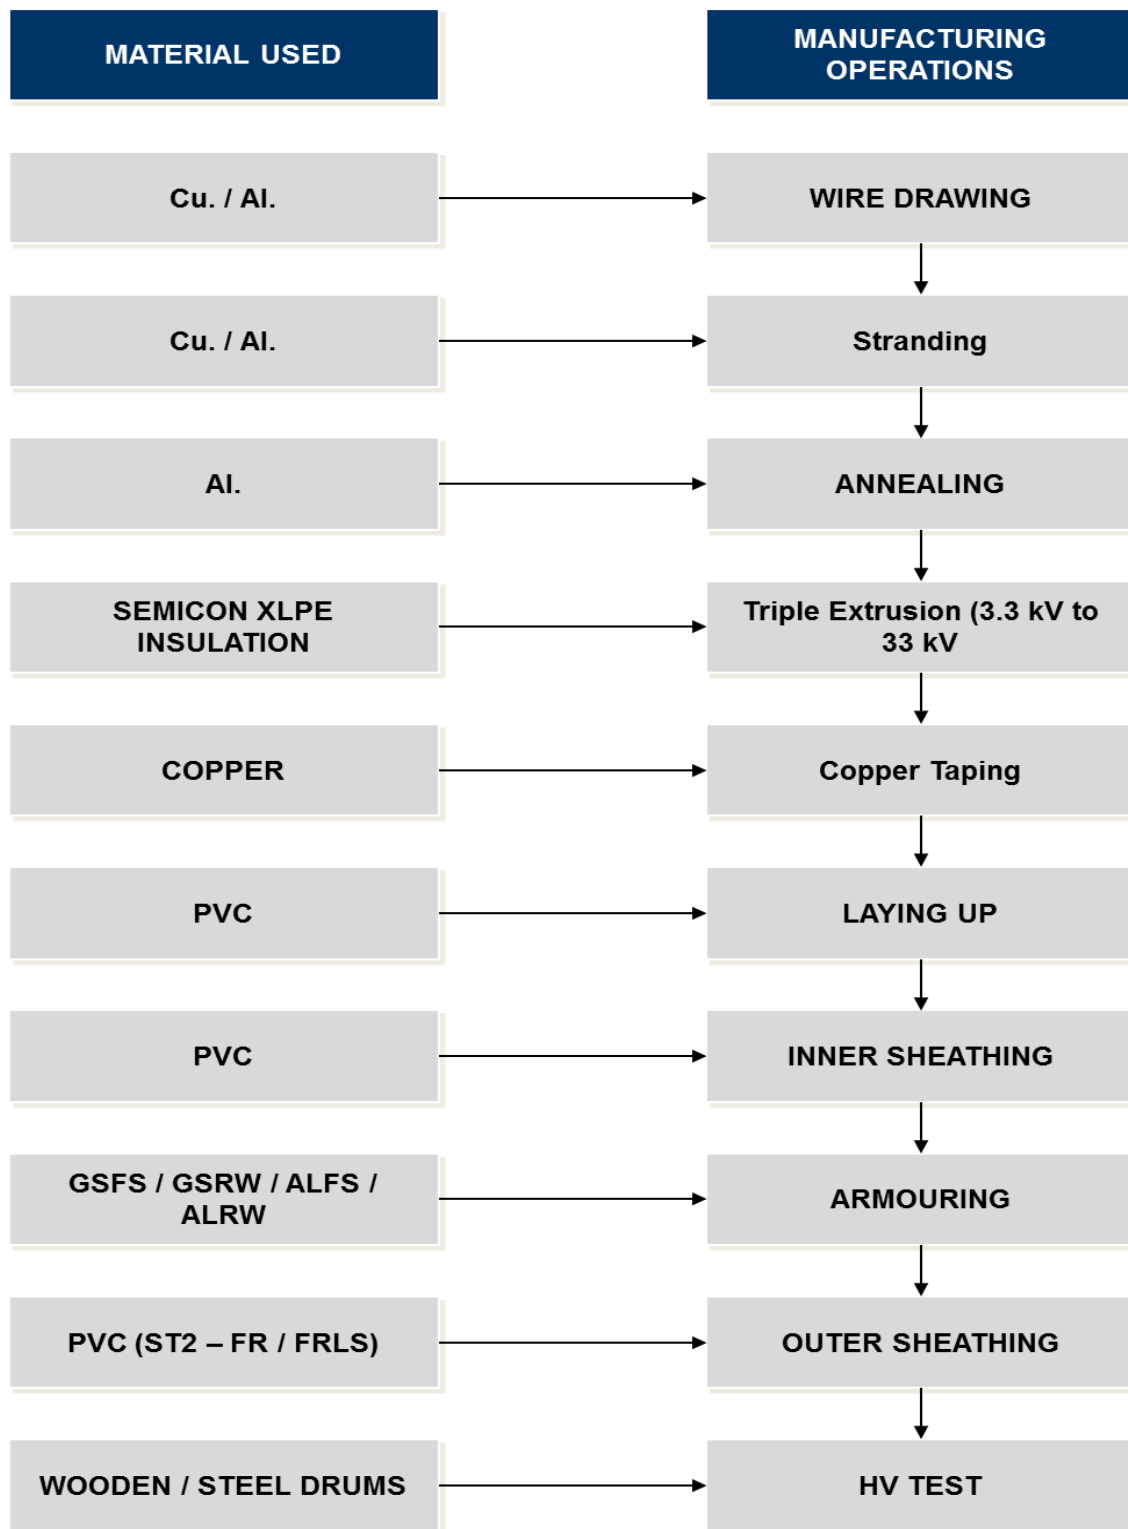 MATERIAL USED
MANUFACTURING
OPERATIONS
Cu. / Al.
WIRE DRAWING
Cu. / Al.
Stranding
Al.
ANNEALING
SEMICON XLPE
INSULATION
Triple Extrusion (3.3 kV to
33 kV
COPPER
Copper Taping
PVC
LAYING UP
PVC
INNER SHEATHING
GSFS / GSRW / ALFS /
ALRW
ARMOURING
PVC (ST2 – FR / FRLS)
OUTER SHEATHING
WOODEN / STEEL DRUMS
HV TEST